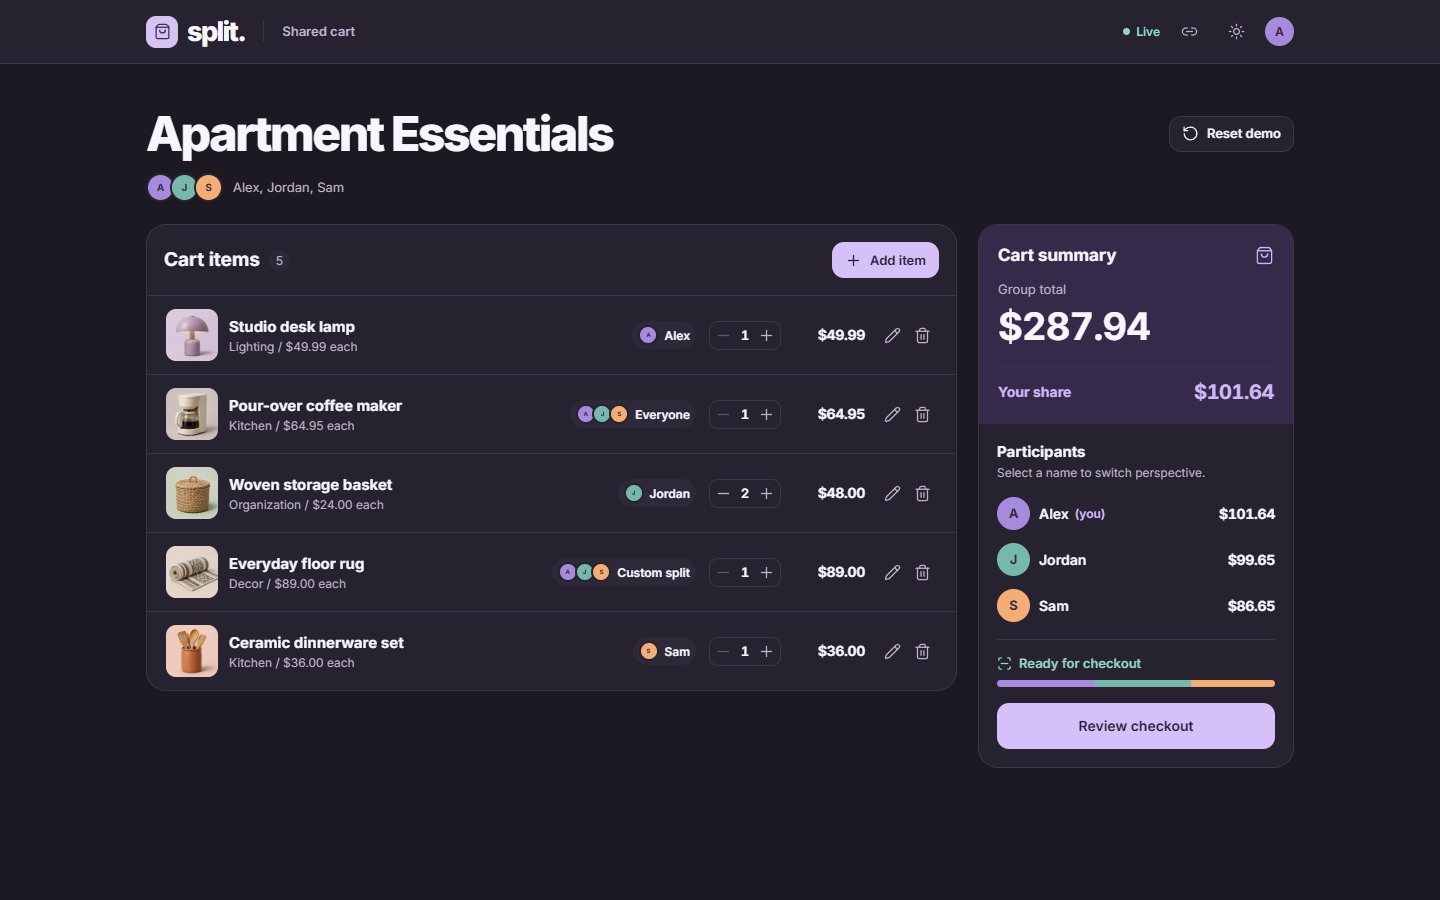 split.
Shared cart
Live
A
Apartment Essentials
Reset demo
A J S Alex, Jordan, Sam
Cart items 5
Add item
Studio desk lamp
Lighting / $49.99 each
A Alex
1
$49.99
Pour-over coffee maker
Kitchen / $64.95 each
A J S Everyone
1
$64.95
Woven storage basket
Organization / $24.00 each
J Jordan
2
$48.00
Everyday floor rug
Decor / $89.00 each
A J S Custom split
1
$89.00
Ceramic dinnerware set
Kitchen / $36.00 each
S Sam
1
$36.00
Cart summary
Group total
$287.94
Your share $101.64
Participants
Select a name to switch perspective.
A Alex (you) $101.64
J Jordan $99.65
S Sam $86.65
Ready for checkout
Review checkout